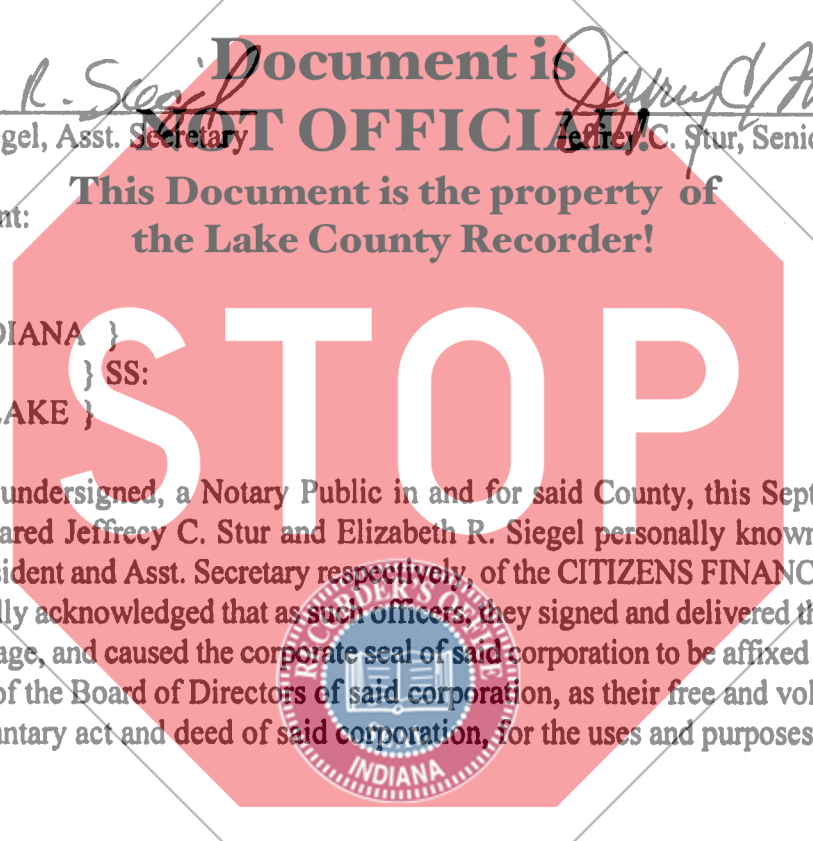 Document is
R. Siegel
NOT OFFICIAL!
egel, Asst. Secretary
Jeffrey C. Stur, Senio
This Document is the property of
nt:
the Lake County Recorder!
DIANA }
} SS:
LAKE }
STOP
undersigned, a Notary Public in and for said County, this Sept
ared Jeffrecy C. Stur and Elizabeth R. Siegel personally known
sident and Asst. Secretary respectively, of the CITIZENS FINANC
lly acknowledged that as such officers, they signed and delivered th
age, and caused the corporate seal of said corporation to be affixed
of the Board of Directors of said corporation, as their free and vol
untary act and deed of said corporation, for the uses and purposes
RECORDER'S OFFICE
INDIANA